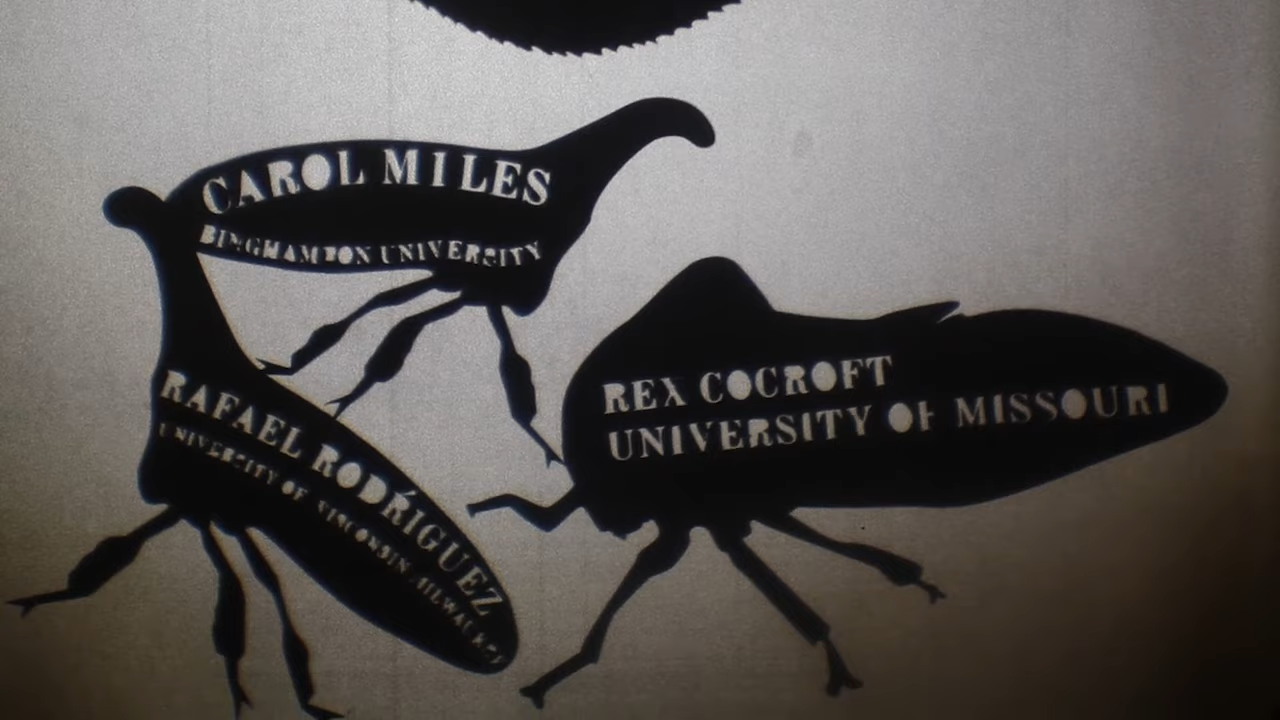 CAROL MILES
BINGHAMTON UNIVERSITY
REX COCROFT
UNIVERSITY OF MISSOURI
RAFAEL RODRÍGUEZ
UNIVERSITY OF WISCONSIN MILWAUKEE